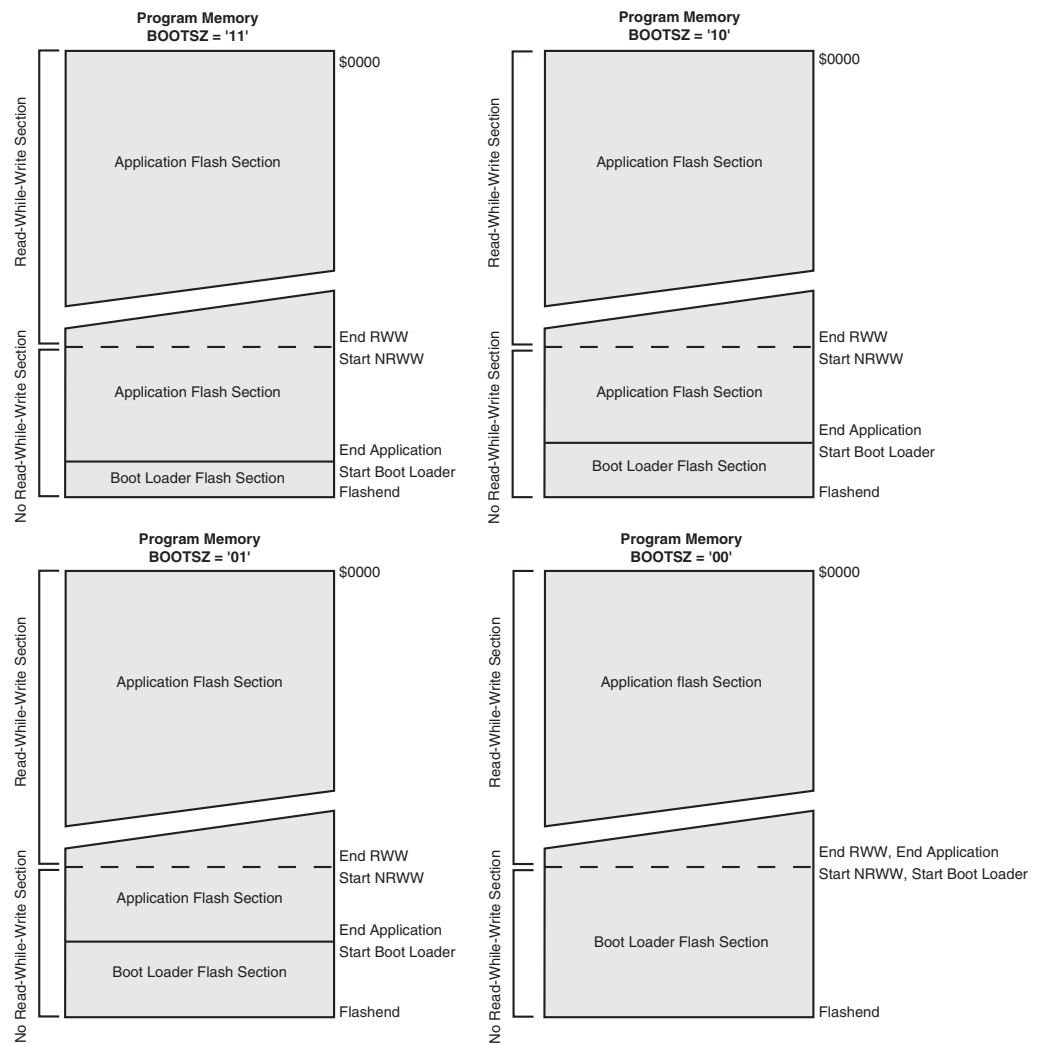 Program Memory
BOOTSZ = '11'
$0000
Read-While-Write Section
Application Flash Section
End RWW
Start NRWW
No Read-While-Write Section
Application Flash Section
End Application
Start Boot Loader
Boot Loader Flash Section
Flashend
Program Memory
BOOTSZ = '10'
$0000
Read-While-Write Section
Application Flash Section
End RWW
Start NRWW
No Read-While-Write Section
Application Flash Section
End Application
Start Boot Loader
Boot Loader Flash Section
Flashend
Program Memory
BOOTSZ = '01'
$0000
Read-While-Write Section
Application Flash Section
End RWW
Start NRWW
No Read-While-Write Section
Application Flash Section
End Application
Start Boot Loader
Boot Loader Flash Section
Flashend
Program Memory
BOOTSZ = '00'
$0000
Read-While-Write Section
Application flash Section
End RWW, End Application
Start NRWW, Start Boot Loader
No Read-While-Write Section
Boot Loader Flash Section
Flashend